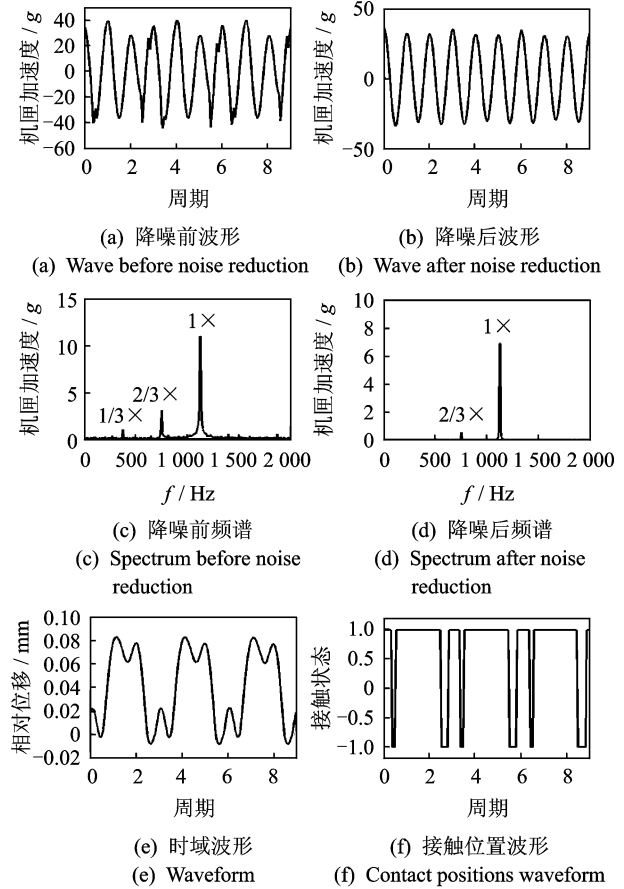 机匣加速度 / g
40
20
0
−20
−40
−60
0 2 4 6 8
周期
(a) 降噪前波形
(a) Wave before noise reduction
机匣加速度 / g
50
0
−50
0 2 4 6 8
周期
(b) 降噪后波形
(b) Wave after noise reduction
机匣加速度 / g
15
10
5
0
1×
2/3×
1/3×
0 500 1 000 1 500 2 000
f / Hz
(c) 降噪前频谱
(c) Spectrum before noise
reduction
机匣加速度 / g
10
8
6
4
2
0
1×
2/3×
0 500 1 000 1 500 2 000
f / Hz
(d) 降噪后频谱
(d) Spectrum after noise
reduction
相对位移 / mm
0.10
0.08
0.06
0.04
0.02
0
−0.02
0 2 4 6 8
周期
(e) 时域波形
(e) Waveform
接触状态
1.0
0.5
0
−0.5
−1.0
0 2 4 6 8
周期
(f) 接触位置波形
(f) Contact positions waveform